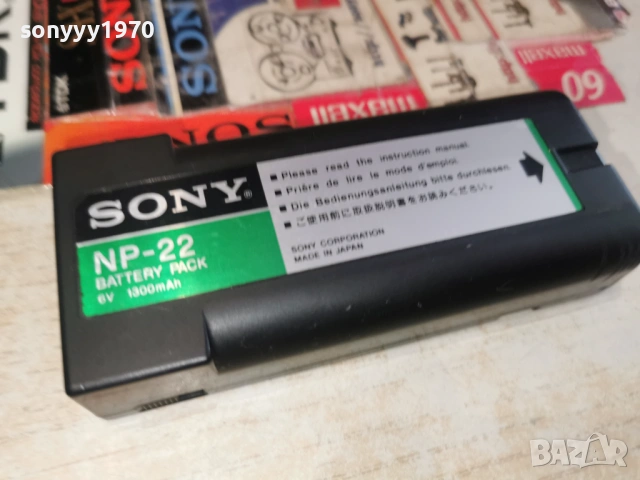 sonyyy1970
SONY
maxell
maxell
60
SONY®
NP-22
BATTERY PACK
6V 1300mAh
■ Please read the instruction manual.
■ Prière de lire le mode d'emploi.
■ Die Bedienungsanleitung bitte durchlesen
■ ご使用前に取扱説明書をお読みください。
SONY CORPORATION
MADE IN JAPAN
BAZAR